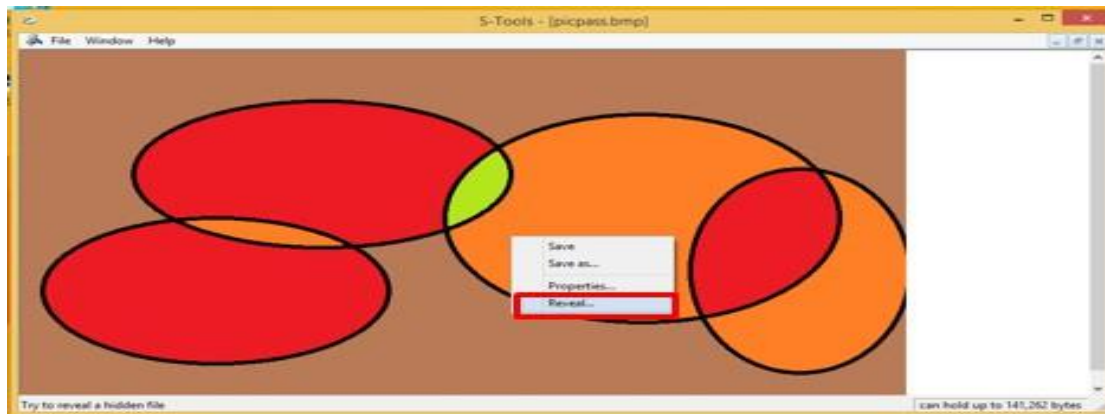 S-Tools - [picpass.bmp]
File Window Help
Save
Save as...
Properties...
Reveal...
Try to reveal a hidden file
can hold up to 141,262 bytes